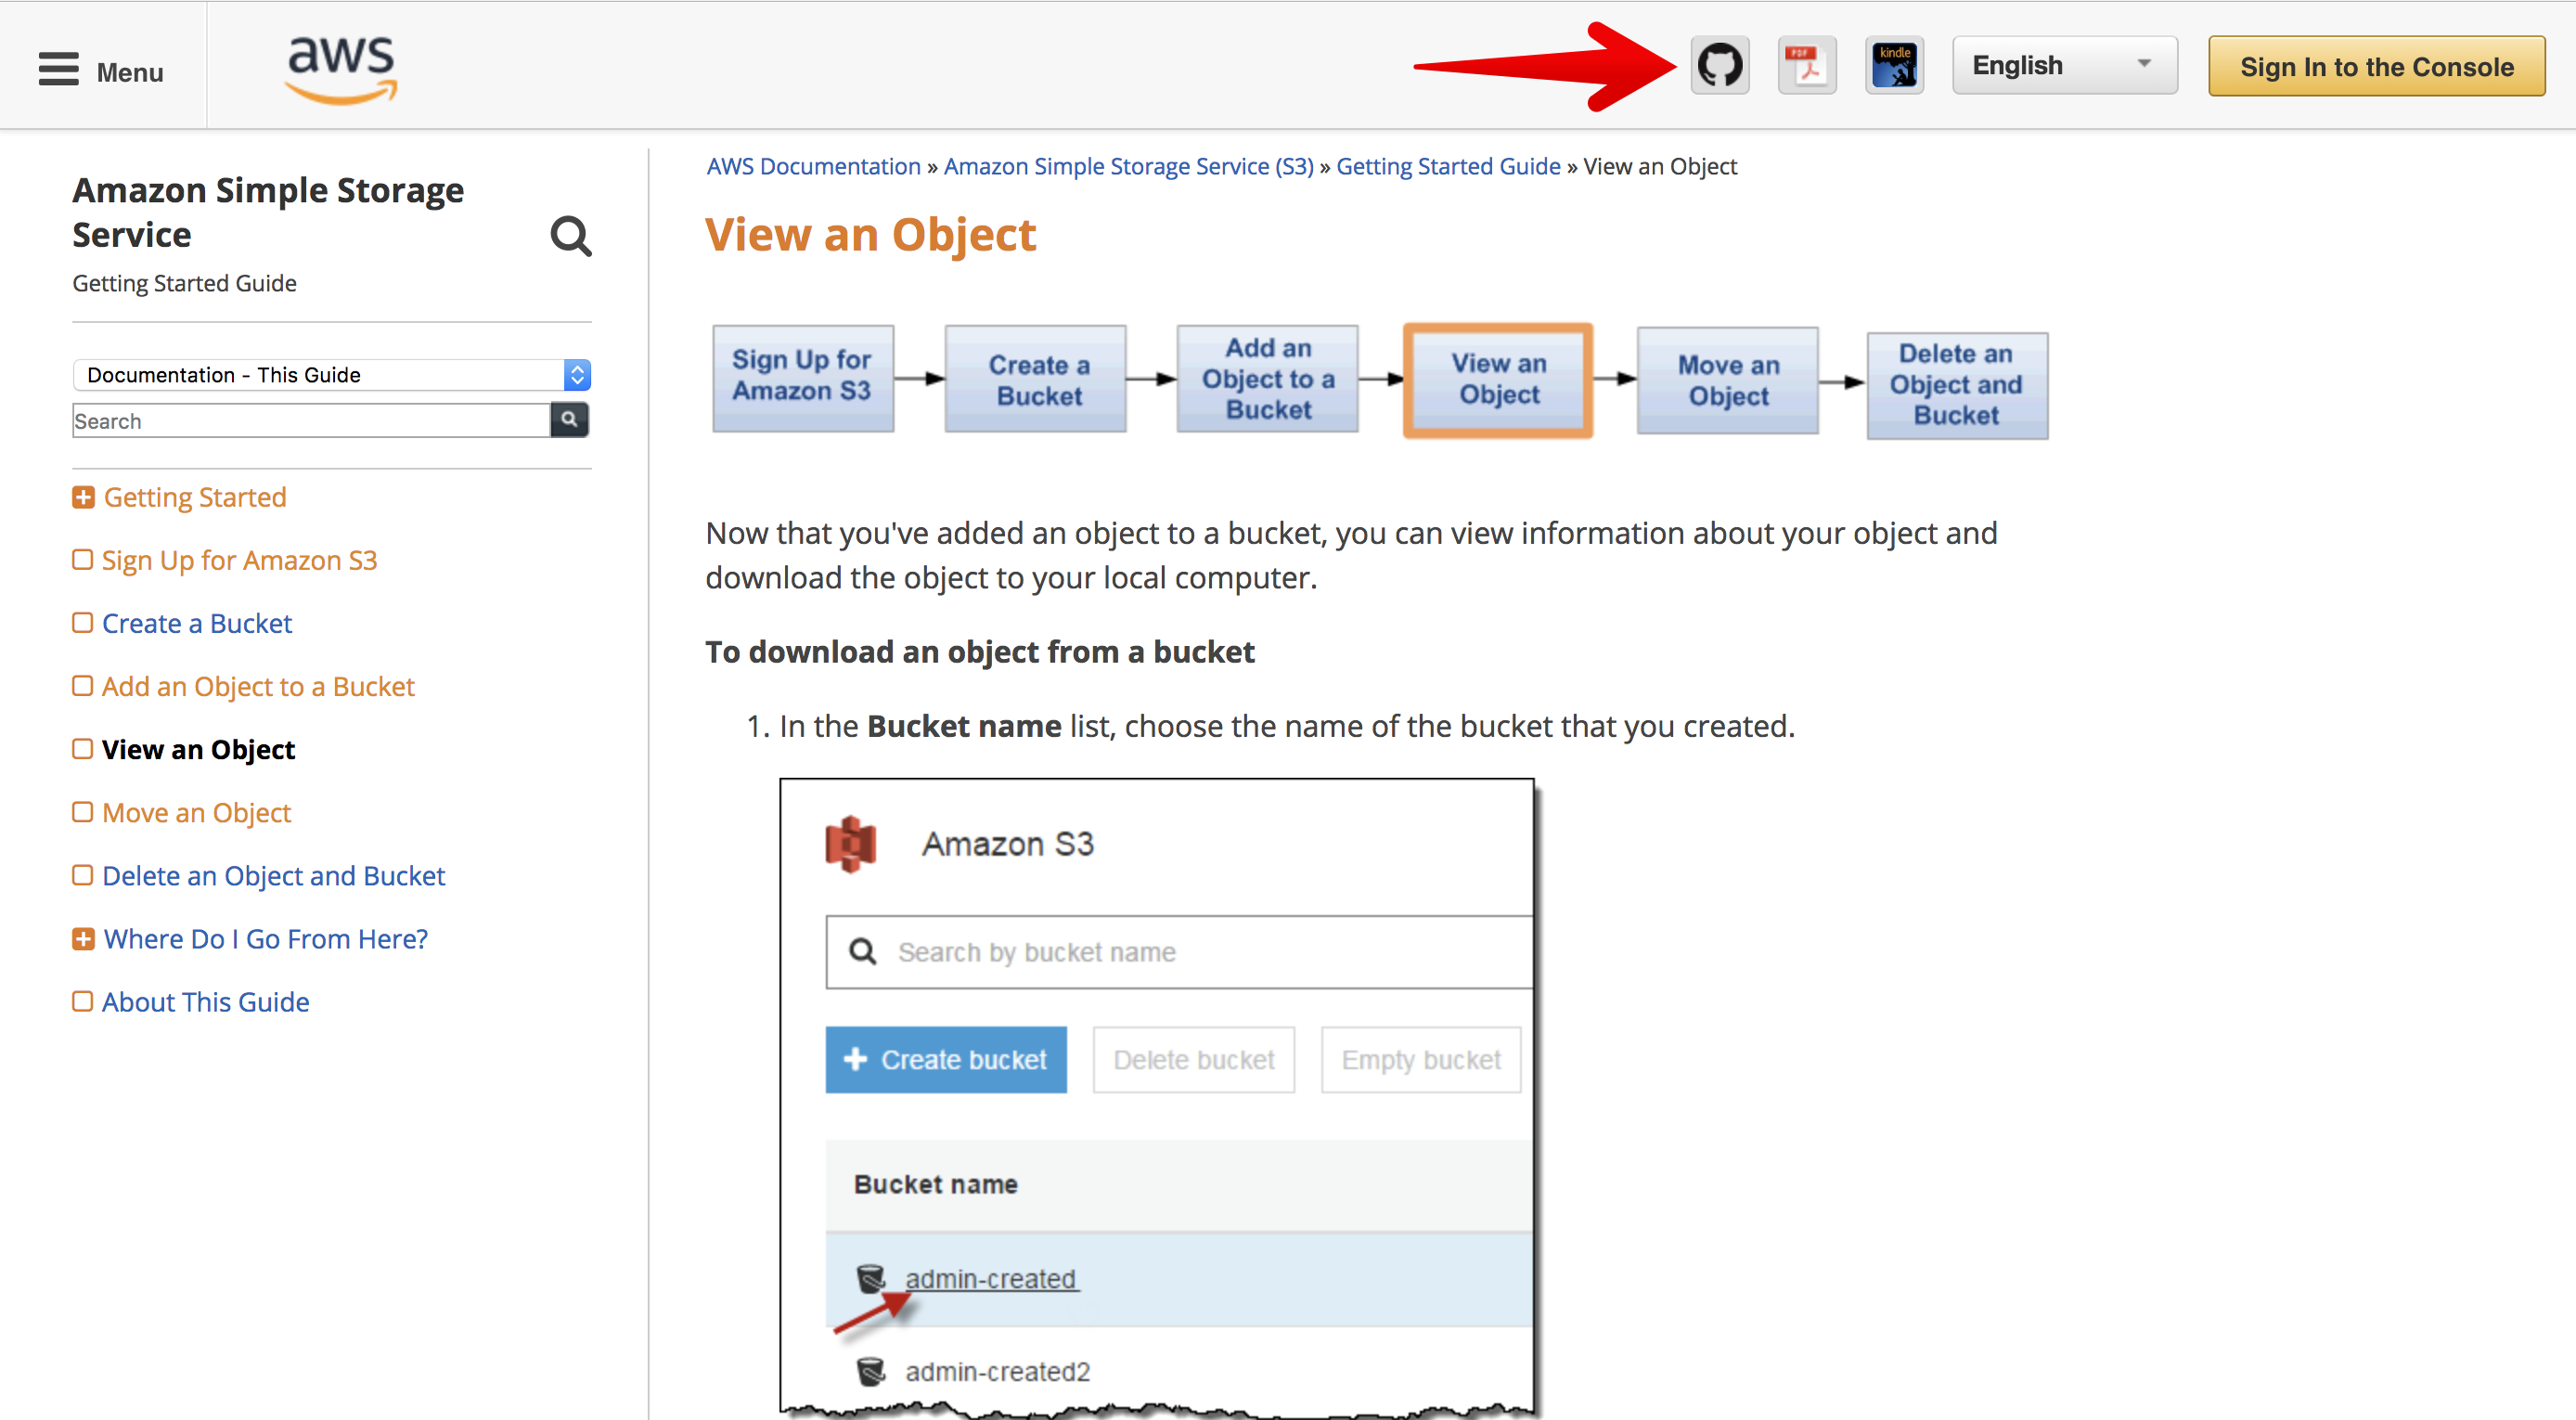 Menu
aws
PDF
kindle
English
Sign In to the Console
Amazon Simple Storage
Service
Getting Started Guide
Documentation - This Guide
Search
Getting Started
Sign Up for Amazon S3
Create a Bucket
Add an Object to a Bucket
View an Object
Move an Object
Delete an Object and Bucket
Where Do I Go From Here?
About This Guide
AWS Documentation » Amazon Simple Storage Service (S3) » Getting Started Guide » View an Object
View an Object
Sign Up for
Amazon S3
Create a
Bucket
Add an
Object to a
Bucket
View an
Object
Move an
Object
Delete an
Object and
Bucket
Now that you've added an object to a bucket, you can view information about your object and
download the object to your local computer.
To download an object from a bucket
1. In the Bucket name list, choose the name of the bucket that you created.
Amazon S3
Search by bucket name
+ Create bucket
Delete bucket
Empty bucket
Bucket name
admin-created
admin-created2